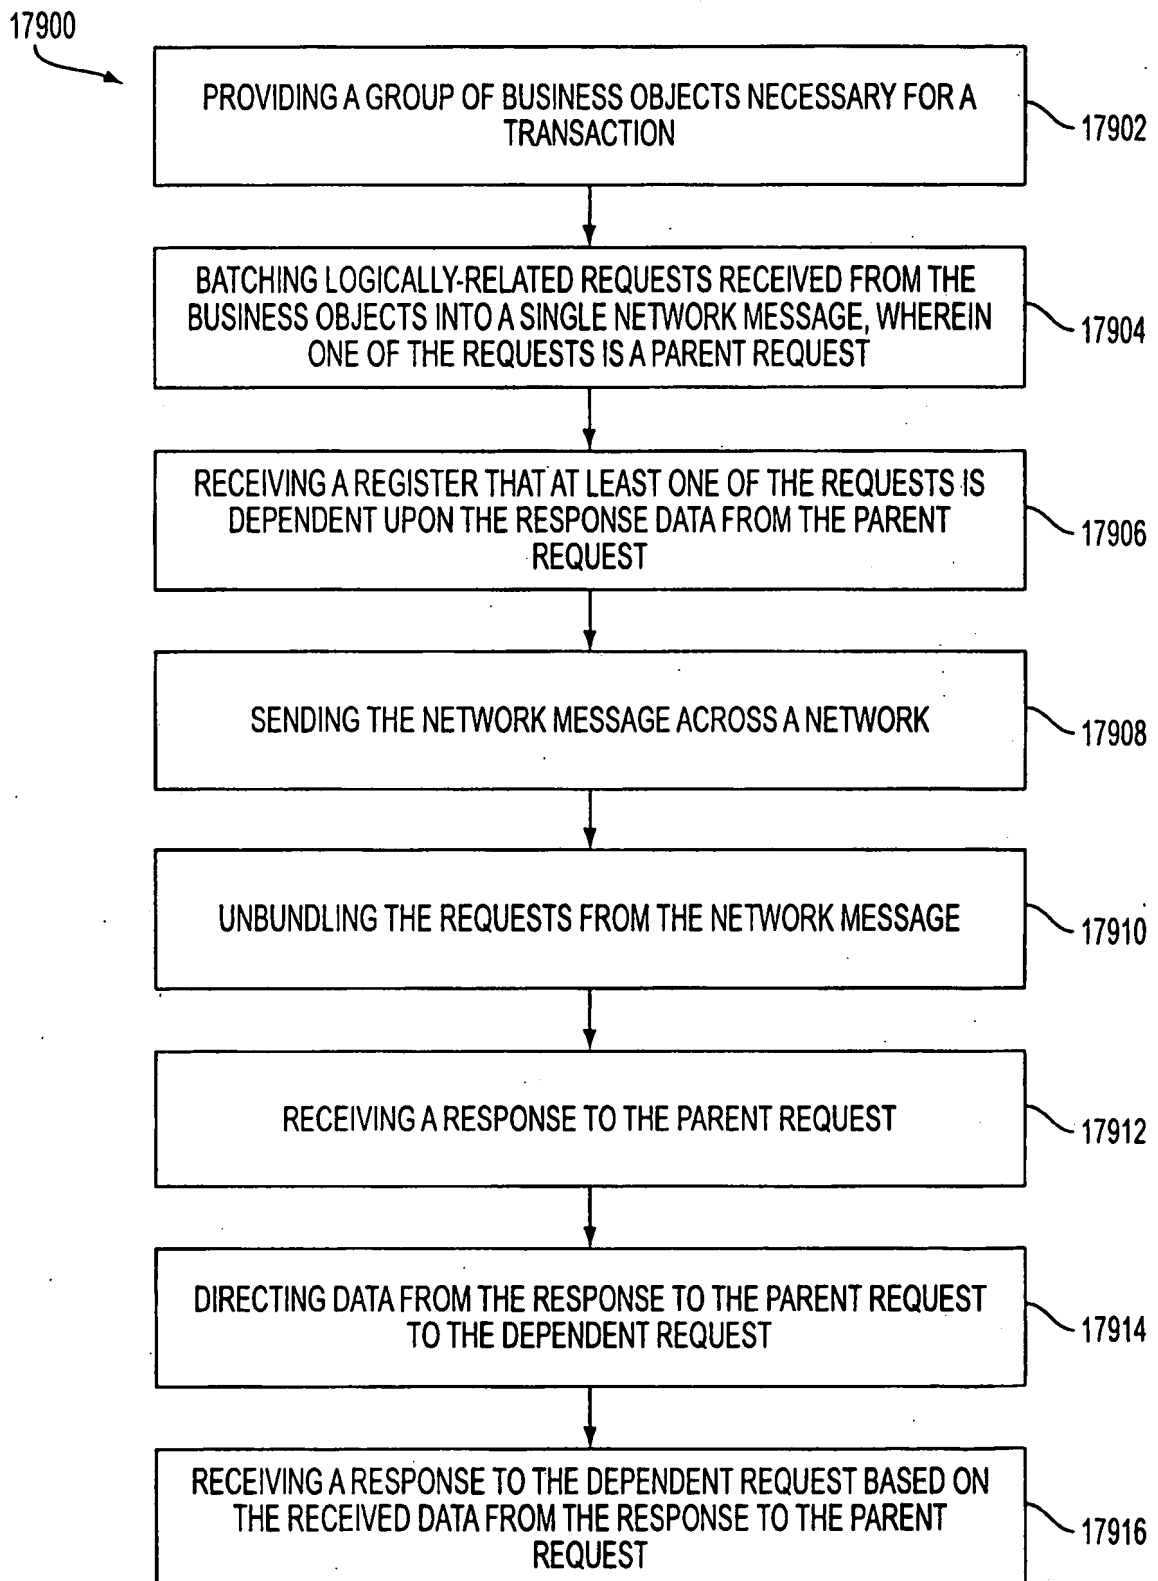 17900
PROVIDING A GROUP OF BUSINESS OBJECTS NECESSARY FOR A
TRANSACTION
17902
BATCHING LOGICALLY-RELATED REQUESTS RECEIVED FROM THE
BUSINESS OBJECTS INTO A SINGLE NETWORK MESSAGE, WHEREIN
ONE OF THE REQUESTS IS A PARENT REQUEST
17904
RECEIVING A REGISTER THAT AT LEAST ONE OF THE REQUESTS IS
DEPENDENT UPON THE RESPONSE DATA FROM THE PARENT
REQUEST
17906
SENDING THE NETWORK MESSAGE ACROSS A NETWORK
17908
UNBUNDLING THE REQUESTS FROM THE NETWORK MESSAGE
17910
RECEIVING A RESPONSE TO THE PARENT REQUEST
17912
DIRECTING DATA FROM THE RESPONSE TO THE PARENT REQUEST
TO THE DEPENDENT REQUEST
17914
RECEIVING A RESPONSE TO THE DEPENDENT REQUEST BASED ON
THE RECEIVED DATA FROM THE RESPONSE TO THE PARENT
REQUEST
17916